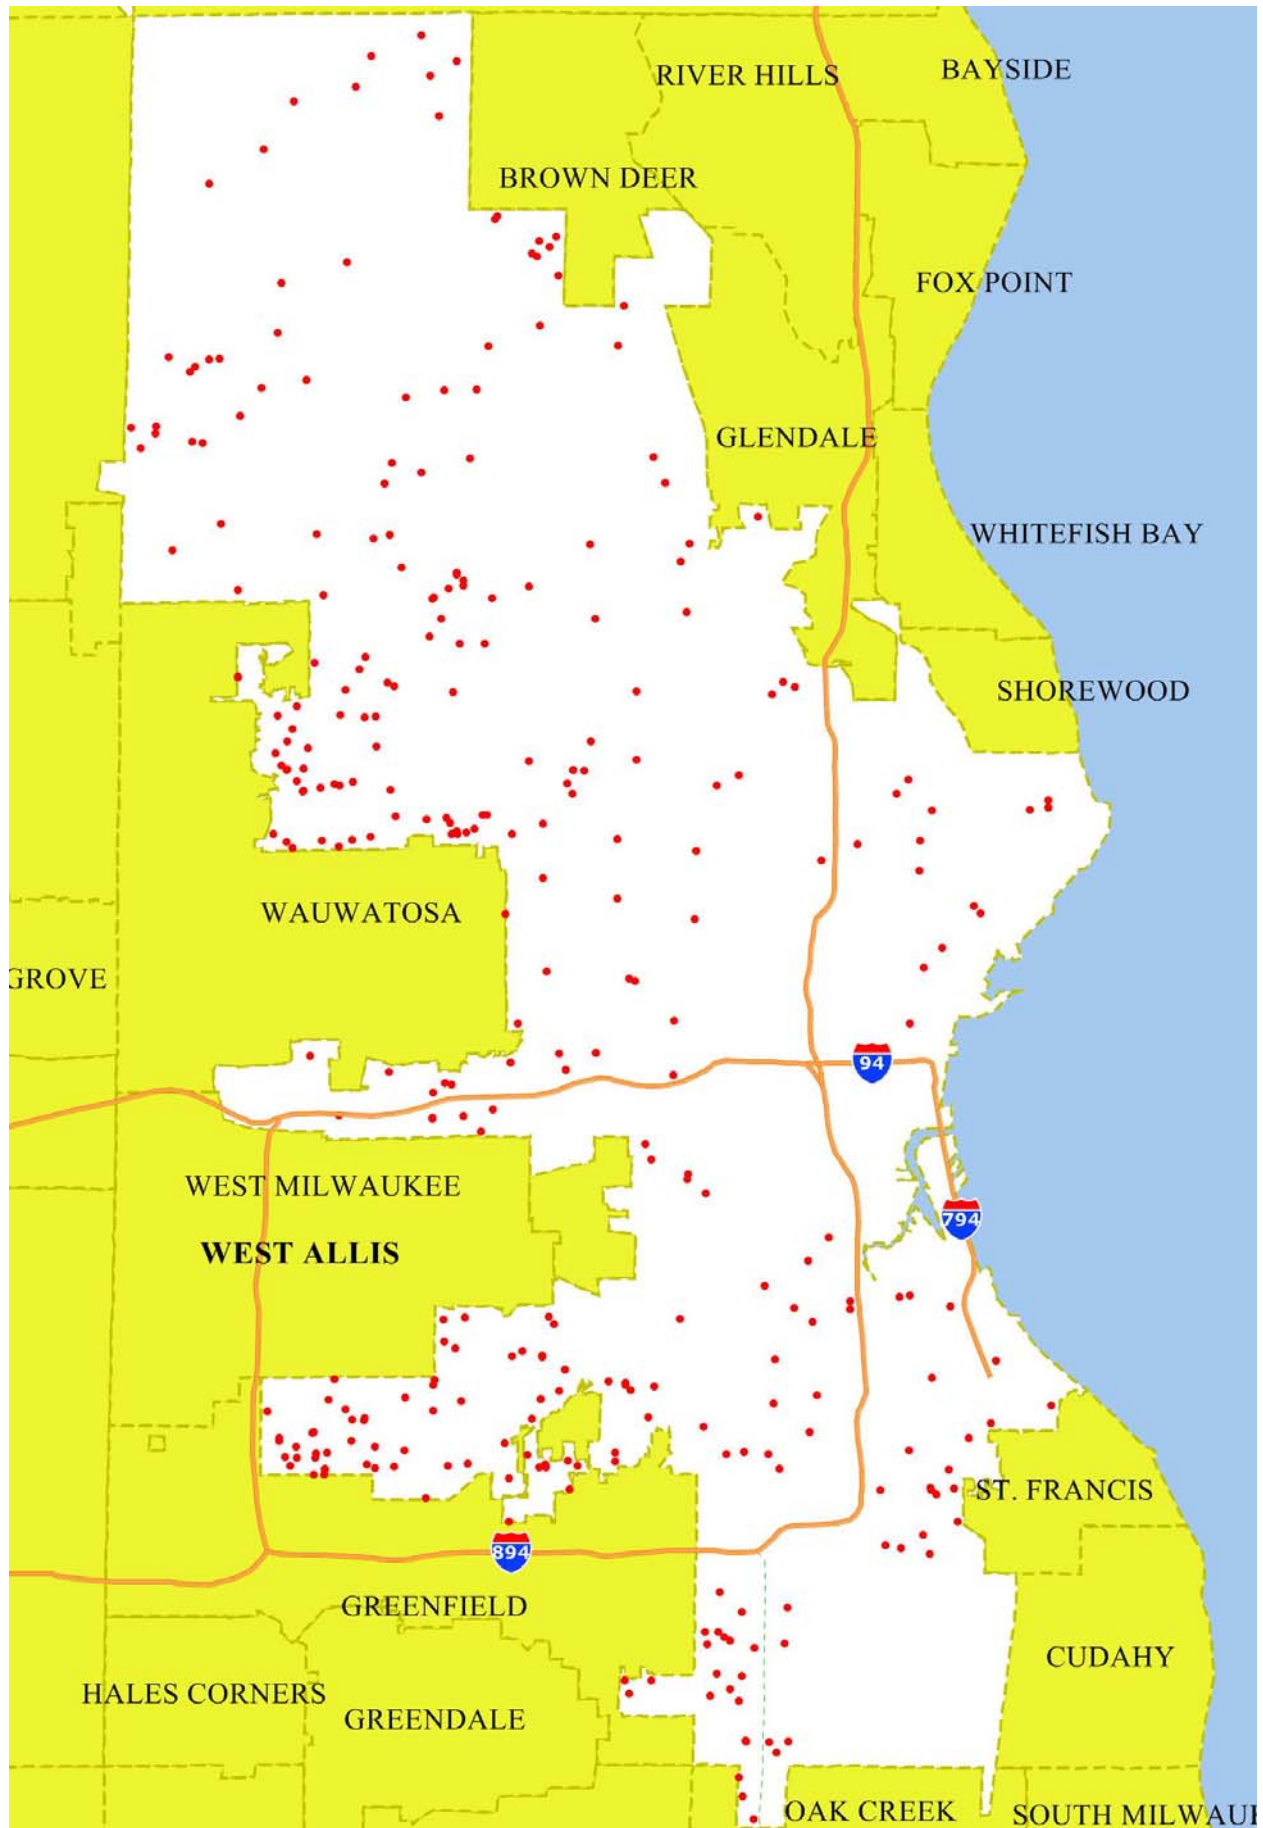 RIVER HILLS
BAYSIDE
BROWN DEER
FOX POINT
GLENDALE
WHITEFISH BAY
SHOREWOOD
WAUWATOSA
GROVE
94
WEST MILWAUKEE
794
WEST ALLIS
ST. FRANCIS
894
GREENFIELD
CUDAHY
HALES CORNERS
GREENDALE
OAK CREEK
SOUTH MILWAU